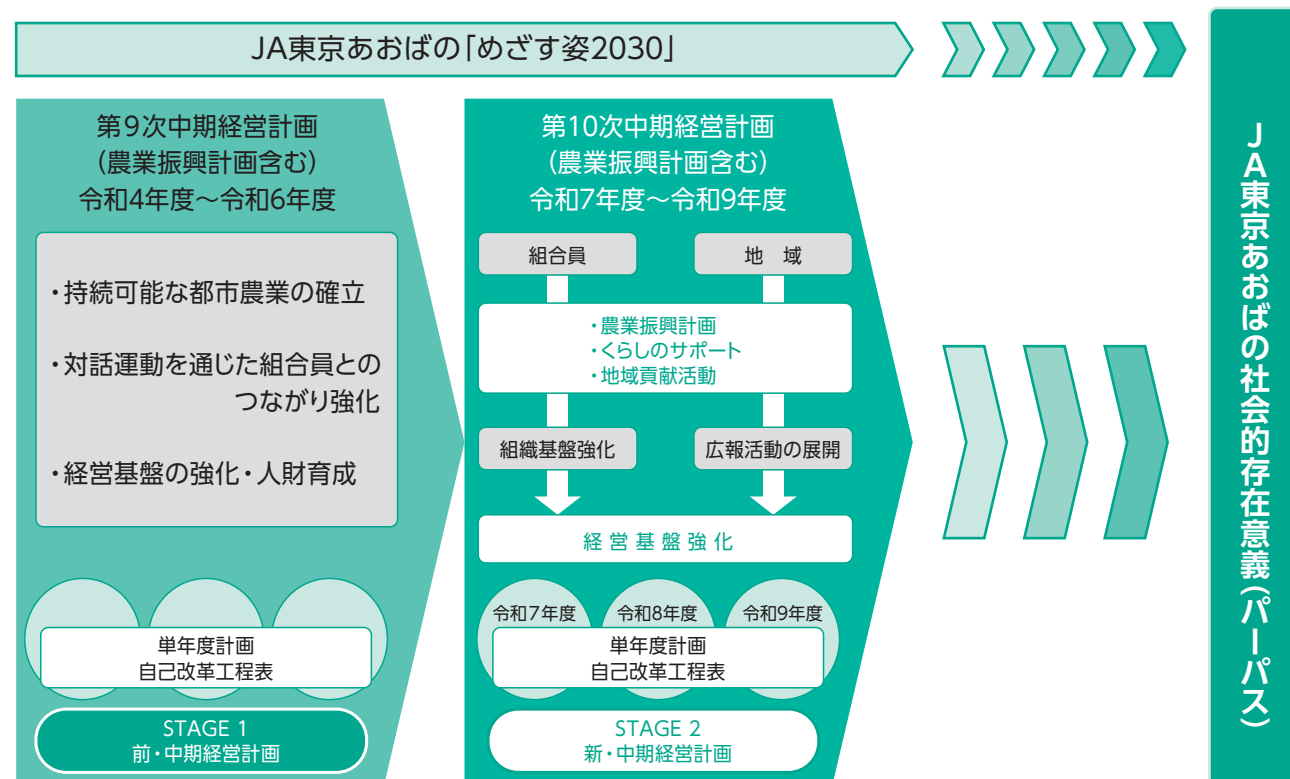 JA東京あおばの「めざす姿2030」
第9次中期経営計画
(農業振興計画含む)
令和4年度～令和6年度
・持続可能な都市農業の確立
・対話運動を通じた組合員との
つながり強化
・経営基盤の強化・人財育成
単年度計画
自己改革工程表
STAGE 1
前・中期経営計画
第10次中期経営計画
(農業振興計画含む)
令和7年度～令和9年度
組合員
地　域
・農業振興計画
・くらしのサポート
・地域貢献活動
組織基盤強化
広報活動の展開
経営基盤強化
令和7年度
令和8年度
令和9年度
単年度計画
自己改革工程表
STAGE 2
新・中期経営計画
JA東京あおばの社会的存在意義(パーパス)